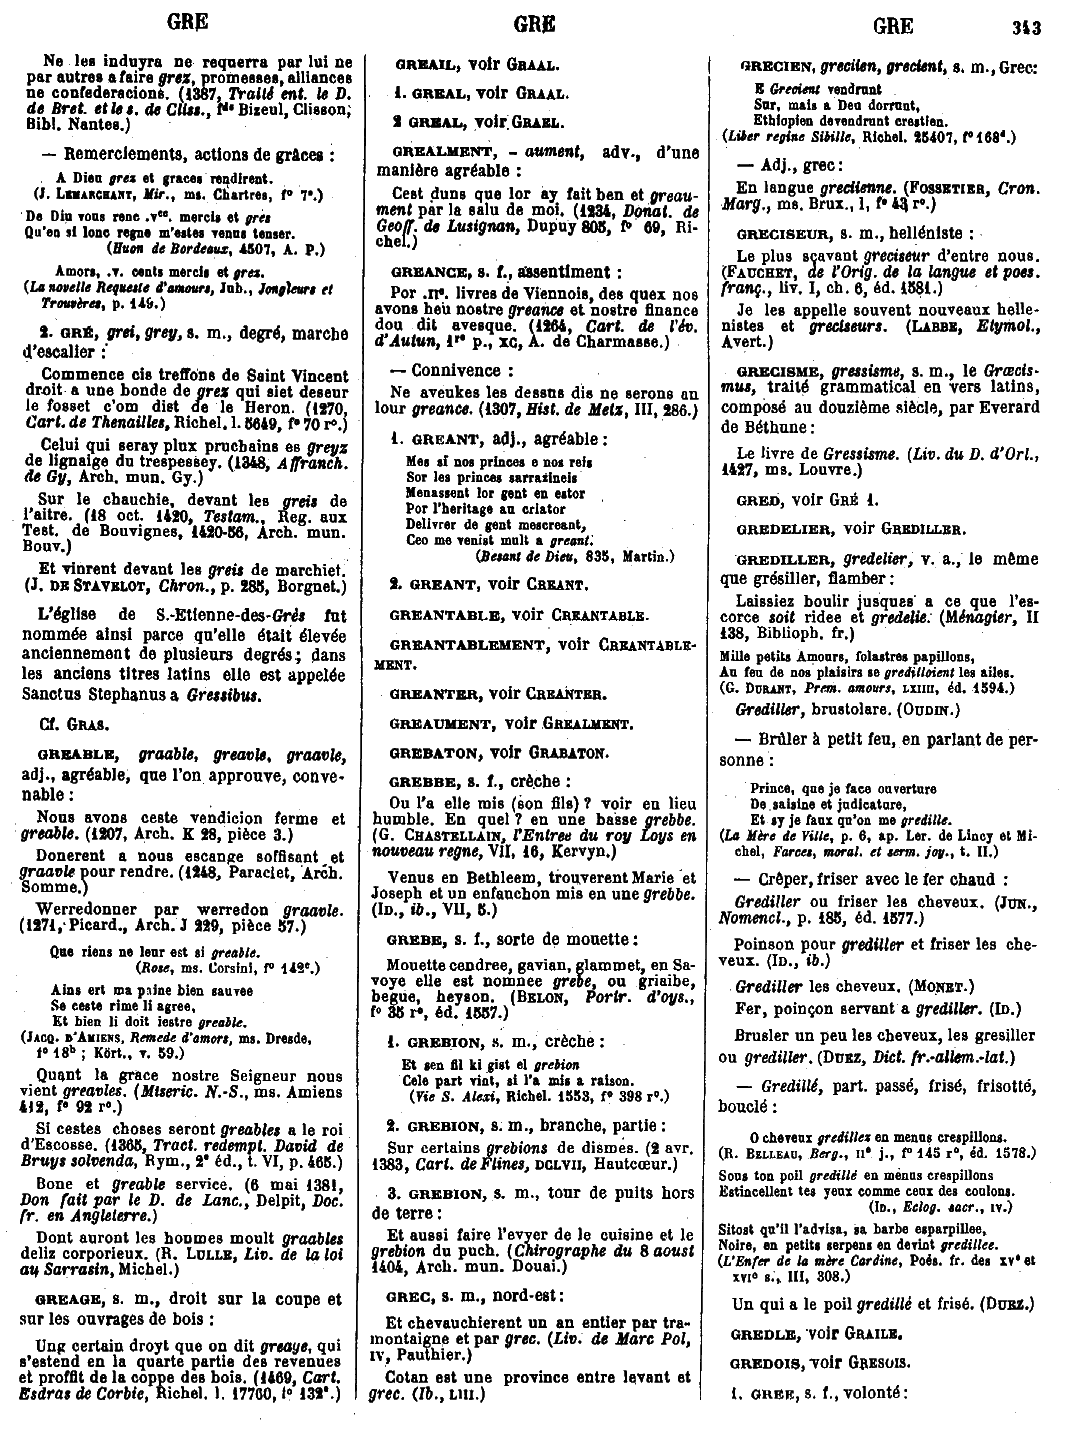 GRE
GRE
GRE 343
Ne les induyra ne requerra par lui ne
par autres a faire grez, promesses, alliances
ne confederacions. (1387, Traité ent. le D.
de Bret. et le s. de Cliss., fds Bizeul, Clisson,
Bibl. Nantes.)
— Remerciements, actions de grâces :
A Dieu grez et graces rendirent.
(J. LEMARCHANT, Mir., ms. Chartres, f° 7ᵉ.)
De Diu vous renc .vcc. mercis et grés
Qu'en si lonc regne m'estes venus tenser.
(Huon de Bordeaux, 4507, A. P.)
Amors, .v. cents mercis et grez.
(La novelle Requeste d'amours, Jub., Jongleurs et
Trouvères, p. 149.)
2. GRÉ, grei, grey, s. m., degré, marche
d'escalier :
Commence cis treffons de Saint Vincent
droit a une bonde de grez qui siet deseur
le fosset c'om dist de le Heron. (1270,
Cart. de Thenailles, Richel. l. 5649, f° 70 r°.)
Celui qui seray plux pruchains es greyz
de lignaige du trespessey. (1348, Affranch.
de Gy, Arch. mun. Gy.)
Sur le chauchie, devant les greis de
l'aitre. (18 oct. 1420, Testam., Reg. aux
Test. de Bouvignes, 1420-56, Arch. mun.
Bouv.)
Et vinrent devant les greis de marchiet.
(J. DE STAVELOT, Chron., p. 285, Borgnet.)
L'église de S.-Etienne-des-Grès fut
nommée ainsi parce qu'elle était élevée
anciennement de plusieurs degrés; dans
les anciens titres latins elle est appelée
Sanctus Stephanus a Gressibus.
Cf. GRAS.
GREABLE, graable, greavle, graavle,
adj., agréable, que l'on approuve, conve-
nable :
Nous avons ceste vendicion ferme et
greable. (1207, Arch. K 28, pièce 3.)
Donerent a nous escange soffisant et
graavle pour rendre. (1248, Paraclet, Arch.
Somme.)
Werredonner par werredon graavle.
(1271, Picard., Arch. J 229, pièce 57.)
Que riens ne leur est si greable.
(Rose, ms. Corsini, f° 142ᶜ.)
Ains ert ma paine bien sauvee
Se ceste rime li agree,
Et bien li doit iestre greable.
(JACQ. D'AMIENS, Remede d'amors, ms. Dresde,
f° 18ᵇ ; Kört., v. 59.)
Quant la grace nostre Seigneur nous
vient greavles. (Miseric. N.-S., ms. Amiens
412, f° 92 r°.)
Si cestes choses seront greables a le roi
d'Escosse. (1365, Tract. redempt. David de
Bruys solvenda, Rym., 2ᵉ éd., t. VI, p. 465.)
Bone et greable service. (6 mai 1381,
Don fait par le D. de Lanc., Delpit, Doc.
fr. en Angleterre.)
Dont auront les houmes moult graables
deliz corporieux. (R. LULLE, Liv. de la loi
au Sarrasin, Michel.)
GREAGE, s. m., droit sur la coupe et
sur les ouvrages de bois :
Ung certain droyt que on dit greaye, qui
s'estend en la quarte partie des revenues
et proffit de la coppe des bois. (1469, Cart.
Esdras de Corbie, Richel. l. 17760, f° 132ᵛ.)
GREAIL, voir GRAAL.
1. GREAL, voir GRAAL.
2 GREAL, voir GRAEL.
GREALMENT, - aument, adv., d'une
manière agréable :
Cest duns que lor ay fait ben et greau-
ment par la salu de moi. (1234, Donat. de
Geoff. de Lusignan, Dupuy 805, f° 69, Ri-
chel.)
GREANCE, s. f., assentiment :
Por .IIᶜ. livres de Viennois, des quex nos
avons heu nostre greance et nostre finance
dou dit avesque. (1264, Cart. de l'év.
d'Autun, 1ʳᵉ p., XC, A. de Charmasse.)
— Connivence :
Ne aveukes les dessus dis ne serons an
lour greance. (1307, Hist. de Metz, III, 286.)
1. GREANT, adj., agréable :
Mes si nos princes e nos reis
Sor les princes sarrazineis
Menassent lor gent en estor
Por l'heritage au criator
Delivrer de gent mescreant,
Ceo me venist mult a greant.
(Besant de Dieu, 835, Martin.)
2. GREANT, voir CREANT.
GREANTABLE, voir CREANTABLE.
GREANTABLEMENT, voir CREANTABLE-
MENT.
GREANTER, voir CREANTER.
GREAUMENT, voir GREALMENT.
GREBATON, voir GRABATON.
GREBBE, s. f., crèche :
Ou l'a elle mis (son fils) ? voir en lieu
humble. En quel ? en une basse grebbe.
(G. CHASTELLAIN, l'Entree du roy Loys en
nouveau regne, VII, 16, Kervyn.)
Venus en Bethleem, trouverent Marie et
Joseph et un enfanchon mis en une grebbe.
(ID., ib., VII, 5.)
GREBE, s. f., sorte de mouette :
Mouette cendree, gavian, glammet, en Sa-
voye elle est nomnee grebe, ou griaibe,
begue, heyson. (BELON, Portr. d'oys.,
f° 35 r°, éd. 1557.)
1. GREBION, s. m., crèche :
Et sen fil ki gist el grebion
Cele part vint, si l'a mis a raison.
(Vie S. Alexi, Richel. 1553, f° 398 r°.)
2. GREBION, s. m., branche, partie :
Sur certains grebions de dismes. (2 avr.
1383, Cart. de Flines, DCLVII, Hautcœur.)
3. GREBION, s. m., tour de puits hors
de terre :
Et aussi faire l'evyer de le cuisine et le
grebion du puch. (Chirographe du 8 aoust
1404, Arch. mun. Douai.)
GREC, s. m., nord-est :
Et chevauchierent un an entier par tra-
montaigne et par grec. (Liv. de Marc Pol,
IV, Pauthier.)
Cotan est une province entre levant et
grec. (Ib., LIII.)
GRECIEN, greciien, grecient, s. m., Grec:
E Grecient vendrunt
Sur, mais a Deu dorrunt,
Ethiopien devendrunt crestien.
(Liber regine Sibille, Richel. 25407, f° 168ᵈ.)
— Adj., grec :
En langue greciienne. (FOSSETIER, Cron.
Marg., ms. Brux., I, f° 43 r°.)
GRECISEUR, s. m., helléniste :
Le plus sçavant greciseur d'entre nous.
(FAUCHET, de l'Orig. de la langue et poes.
franç., liv. I, ch. 6, éd. 1581.)
Je les appelle souvent nouveaux helle-
nistes et greciseurs. (LABBE, Etymol.,
Avert.)
GRECISME, gressisme, s. m., le Græcis-
mus, traité grammatical en vers latins,
composé au douzième siècle, par Everard
de Béthune :
Le livre de Gressisme. (Liv. du D. d'Orl.,
1427, ms. Louvre.)
GRED, voir GRÉ 1.
GREDELIER, voir GREDILLER.
GREDILLER, gredelier, v. a., le même
que grésiller, flamber :
Laissiez boulir jusques a ce que l'es-
corce soit ridee et gredelie. (Ménagier, II
138, Biblioph. fr.)
Mille petits Amours, folastres papillons,
Au feu de nos plaisirs se gredilloient les ailes.
(G. DURANT, Prem. amours, LXIIII, éd. 1594.)
Grediller, brustolare. (OUDIN.)
— Brûler à petit feu, en parlant de per-
sonne :
Prince, que je face ouverture
De saisine et judicature,
Et sy je faux qu'on me gredille.
(La Mère de Ville, p. 6, ap. Ler. de Lincy et Mi-
chel, Farces, moral. et serm. joy., t. II.)
— Crêper, friser avec le fer chaud :
Grediller ou friser les cheveux. (JUN.,
Nomencl., p. 185, éd. 1577.)
Poinson pour grediller et friser les che-
veux. (ID., ib.)
Grediller les cheveux. (MONET.)
Fer, poinçon servant a grediller. (ID.)
Brusler un peu les cheveux, les gresiller
ou grediller. (DUEZ, Dict. fr.-allem.-lat.)
— Gredillé, part. passé, frisé, frisotté,
bouclé :
O cheveux gredillez en menus crespillons.
(R. BELLEAU, Berg., IIᵉ j., f° 145 r°, éd. 1578.)
Sous ton poil gredillé en menus crespillons
Estincellent tes yeux comme ceux des coulons.
(ID., Eclog. sacr., IV.)
Sitost qu'il l'advisa, sa barbe esparpillee,
Noire, en petits serpens en devint gredillee.
(L'Enfer de la mère Cardine, Poés. fr. des XVᵉ et
XVIᵉ s., III, 308.)
Un qui a le poil gredillé et frisé. (DUEZ.)
GREDLE, voir GRAILE.
GREDOIS, voir GRESOIS.
1. GREE, s. f., volonté :